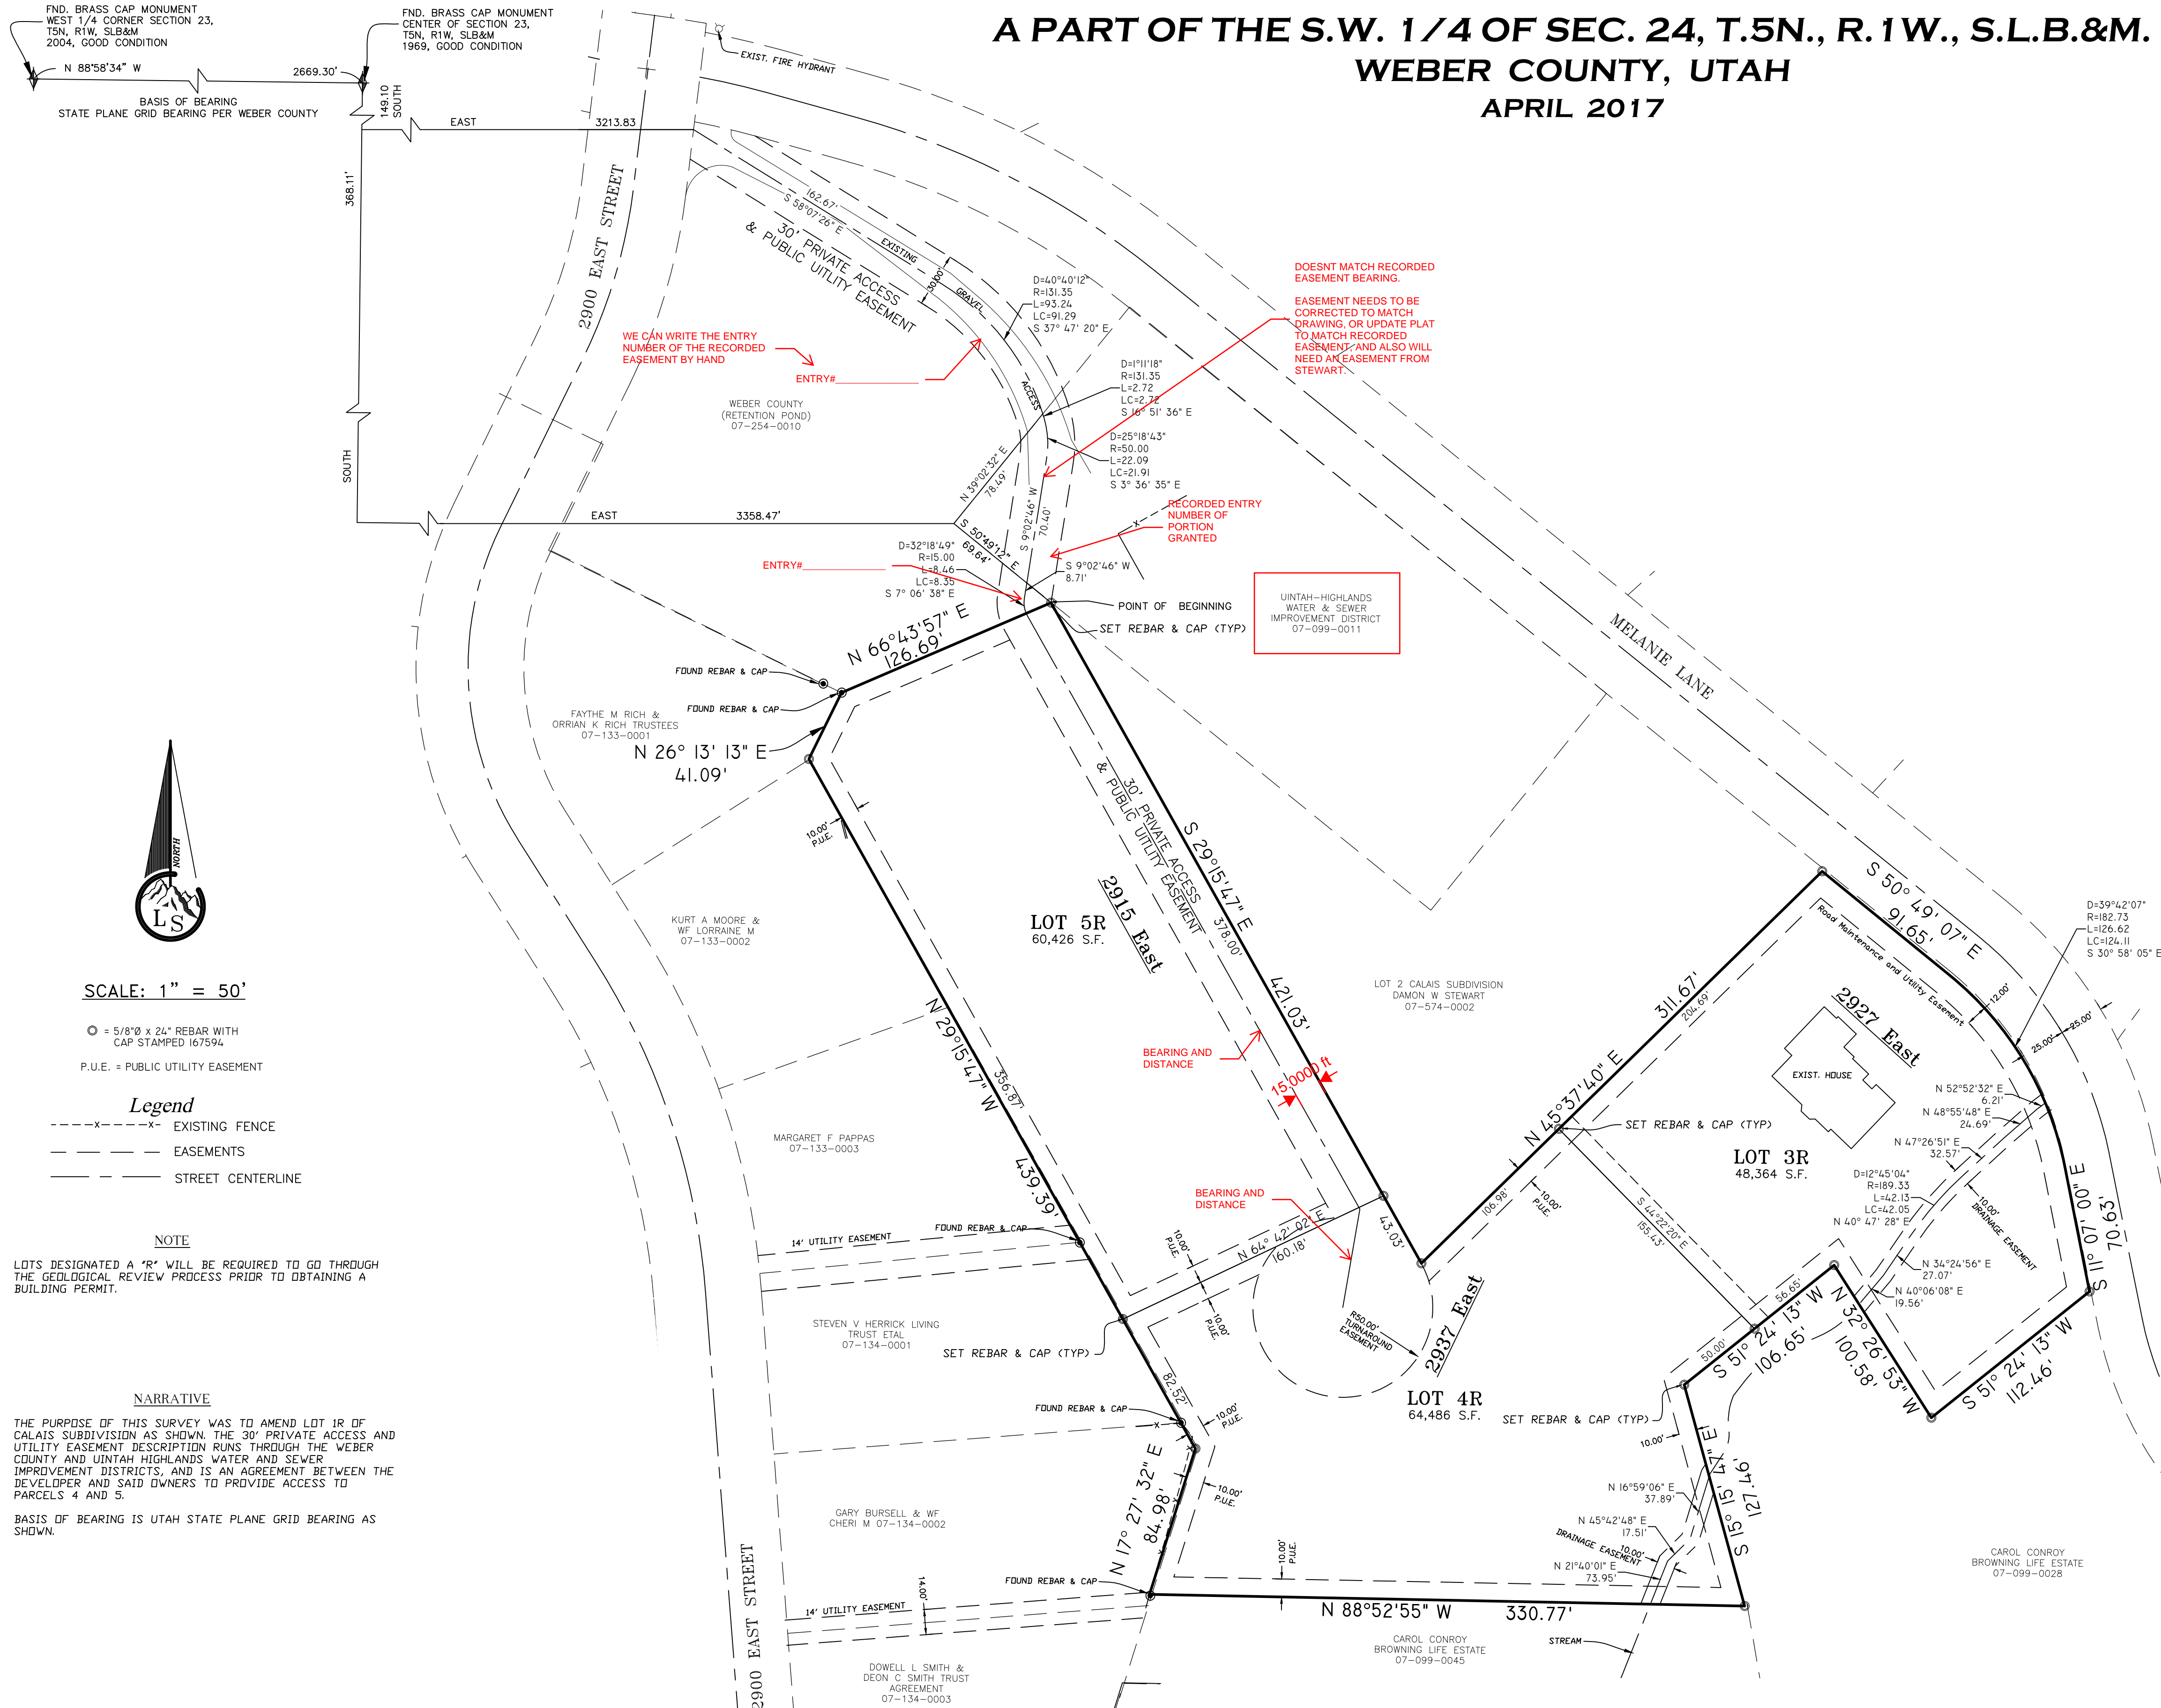 A PART OF THE S.W. 1/4 OF SEC. 24, T.5N., R.1W., S.L.B.&M.
WEBER COUNTY, UTAH
APRIL 2017
FND. BRASS CAP MONUMENT
WEST 1/4 CORNER SECTION 23,
T5N, R1W, SLB&M
2004, GOOD CONDITION
FND. BRASS CAP MONUMENT
CENTER OF SECTION 23,
T5N, R1W, SLB&M
1969, GOOD CONDITION
N 88°58'34" W
2669.30'
BASIS OF BEARING
STATE PLANE GRID BEARING PER WEBER COUNTY
149.10
SOUTH
EAST
3213.83
368.11'
SOUTH
EAST
3358.47'
EXIST. FIRE HYDRANT
2900 EAST STREET
162.67'
S 58°07'26" E
30' PRIVATE ACCESS
& PUBLIC UITLITY EASEMENT
EXISTING
GRAVEL
ACCESS
30.00'
D=40°40'12"
R=131.35
L=93.24
LC=91.29
S 37° 47' 20" E
D=1°11'18"
R=131.35
L=2.72
LC=2.72
S 16° 51' 36" E
D=25°18'43"
R=50.00
L=22.09
LC=21.91
S 3° 36' 35" E
DOESNT MATCH RECORDED
EASEMENT BEARING.
EASEMENT NEEDS TO BE
CORRECTED TO MATCH
DRAWING, OR UPDATE PLAT
TO MATCH RECORDED
EASEMENT, AND ALSO WILL
NEED AN EASEMENT FROM
STEWART.
WE CAN WRITE THE ENTRY
NUMBER OF THE RECORDED
EASEMENT BY HAND
ENTRY#______________
WEBER COUNTY
(RETENTION POND)
07-254-0010
N 39°02'32" E
78.49'
S 9°02'46" W
70.40'
S 50°49'12" E
69.64'
RECORDED ENTRY
NUMBER OF
PORTION
GRANTED
D=32°18'49"
R=15.00
L=8.46
LC=8.35
S 7° 06' 38" E
ENTRY#______________
S 9°02'46" W
8.71'
POINT OF BEGINNING
SET REBAR & CAP (TYP)
UINTAH-HIGHLANDS
WATER & SEWER
IMPROVEMENT DISTRICT
07-099-0011
MELANIE LANE
N 66°43'57" E
126.69'
FOUND REBAR & CAP
FOUND REBAR & CAP
FAYTHE M RICH &
ORRIAN K RICH TRUSTEES
07-133-0001
N 26° 13' 13" E
41.09'
10.00'
P.U.E.
30' PRIVATE ACCESS
& PUBLIC UITLITY EASEMENT
S 29°15'47" E
378.00'
421.03'
LOT 5R
60,426 S.F.
2915 East
KURT A MOORE &
WF LORRAINE M
07-133-0002
N 29°15'47" W
356.87'
439.39'
LOT 2 CALAIS SUBDIVISION
DAMON W STEWART
07-574-0002
BEARING AND
DISTANCE
15.0000 ft
BEARING AND
DISTANCE
S 50° 49' 07" E
91.65'
Road Maintenance and Utility Easement
12.00'
25.00'
25.00'
D=39°42'07"
R=182.73
L=126.62
LC=124.11
S 30° 58' 05" E
2927 East
EXIST. HOUSE
311.67'
204.69'
N 45°37'40" E
106.98'
SET REBAR & CAP (TYP)
LOT 3R
48,364 S.F.
N 52°52'32" E
6.21'
N 48°55'48" E
24.69'
N 47°26'51" E
32.57'
D=12°45'04"
R=189.33
L=42.13
LC=42.05
N 40° 47' 28" E
10.00'
DRAINAGE EASEMENT
N 34°24'56" E
27.07'
N 40°06'08" E
19.56'
S 11° 07' 00" E
70.63'
S 44°22'20" E
155.43'
10.00'
P.U.E.
56.65'
50.00'
S 51° 24' 13" W
106.65'
N 32° 26' 53" W
100.58'
S 51° 24' 13" W
112.46'
NORTH
LS
SCALE: 1" = 50'
= 5/8"Ø x 24" REBAR WITH
CAP STAMPED 167594
P.U.E. = PUBLIC UTILITY EASEMENT
Legend
EXISTING FENCE
EASEMENTS
STREET CENTERLINE
NOTE
LOTS DESIGNATED A "R" WILL BE REQUIRED TO GO THROUGH
THE GEOLOGICAL REVIEW PROCESS PRIOR TO OBTAINING A
BUILDING PERMIT.
NARRATIVE
THE PURPOSE OF THIS SURVEY WAS TO AMEND LOT 1R OF
CALAIS SUBDIVISION AS SHOWN. THE 30' PRIVATE ACCESS AND
UTILITY EASEMENT DESCRIPTION RUNS THROUGH THE WEBER
COUNTY AND UINTAH HIGHLANDS WATER AND SEWER
IMPROVEMENT DISTRICTS, AND IS AN AGREEMENT BETWEEN THE
DEVELOPER AND SAID OWNERS TO PROVIDE ACCESS TO
PARCELS 4 AND 5.
BASIS OF BEARING IS UTAH STATE PLANE GRID BEARING AS
SHOWN.
MARGARET F PAPPAS
07-133-0003
FOUND REBAR & CAP
14' UTILITY EASEMENT
N 64° 42' 02" E
160.18'
43.03'
10.00'
P.U.E.
10.00'
P.U.E.
STEVEN V HERRICK LIVING
TRUST ETAL
07-134-0001
SET REBAR & CAP (TYP)
82.52'
R50.00'
TURNAROUND
EASEMENT
2937 East
LOT 4R
64,486 S.F.
SET REBAR & CAP (TYP)
FOUND REBAR & CAP
10.00'
P.U.E.
10.00'
P.U.E.
N 17° 27' 32" E
84.98'
GARY BURSELL & WF
CHERI M 07-134-0002
10.00'
S 15° 15' 47" E
127.46'
N 16°59'06" E
37.89'
N 45°42'48" E
17.51'
DRAINAGE EASEMENT
10.00'
N 21°40'01" E
73.95'
10.00'
P.U.E.
FOUND REBAR & CAP
14' UTILITY EASEMENT
14.00'
N 88°52'55" W
330.77'
CAROL CONROY
BROWNING LIFE ESTATE
07-099-0028
CAROL CONROY
BROWNING LIFE ESTATE
07-099-0045
STREAM
2900 EAST STREET
DOWELL L SMITH &
DEON C SMITH TRUST
AGREEMENT
07-134-0003